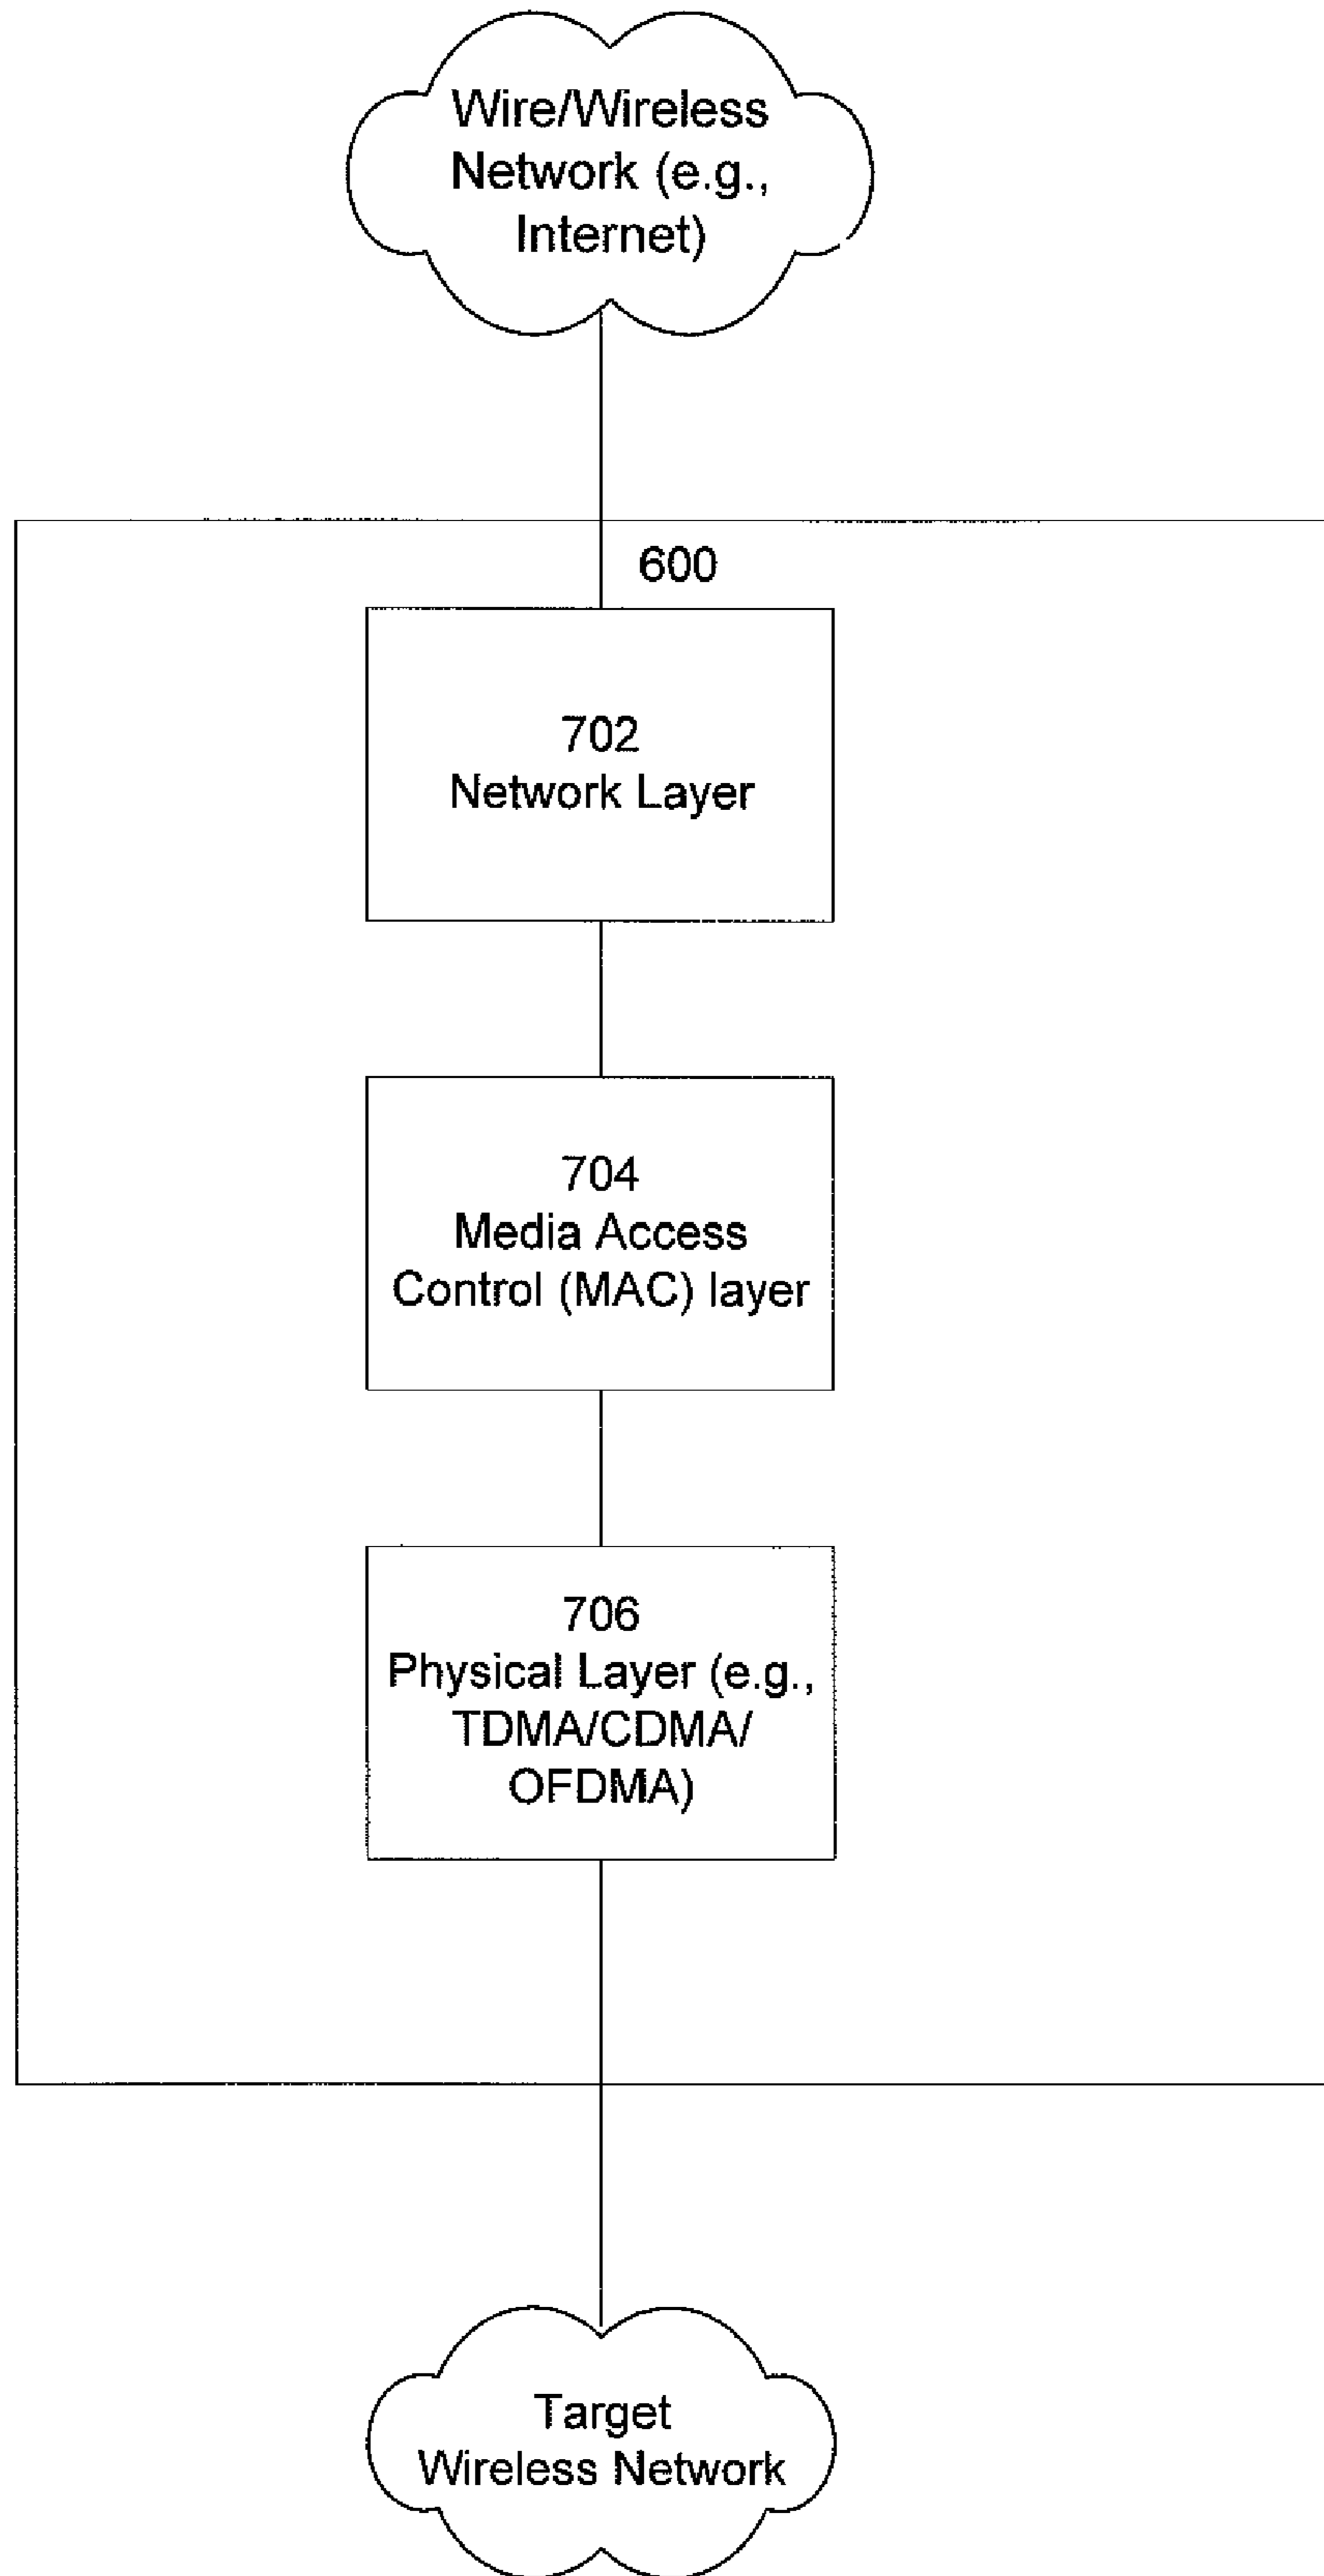 Wire/Wireless
Network (e.g.,
Internet)
600
702
Network Layer
704
Media Access
Control (MAC) layer
706
Physical Layer (e.g.,
TDMA/CDMA/
OFDMA)
Target
Wireless Network